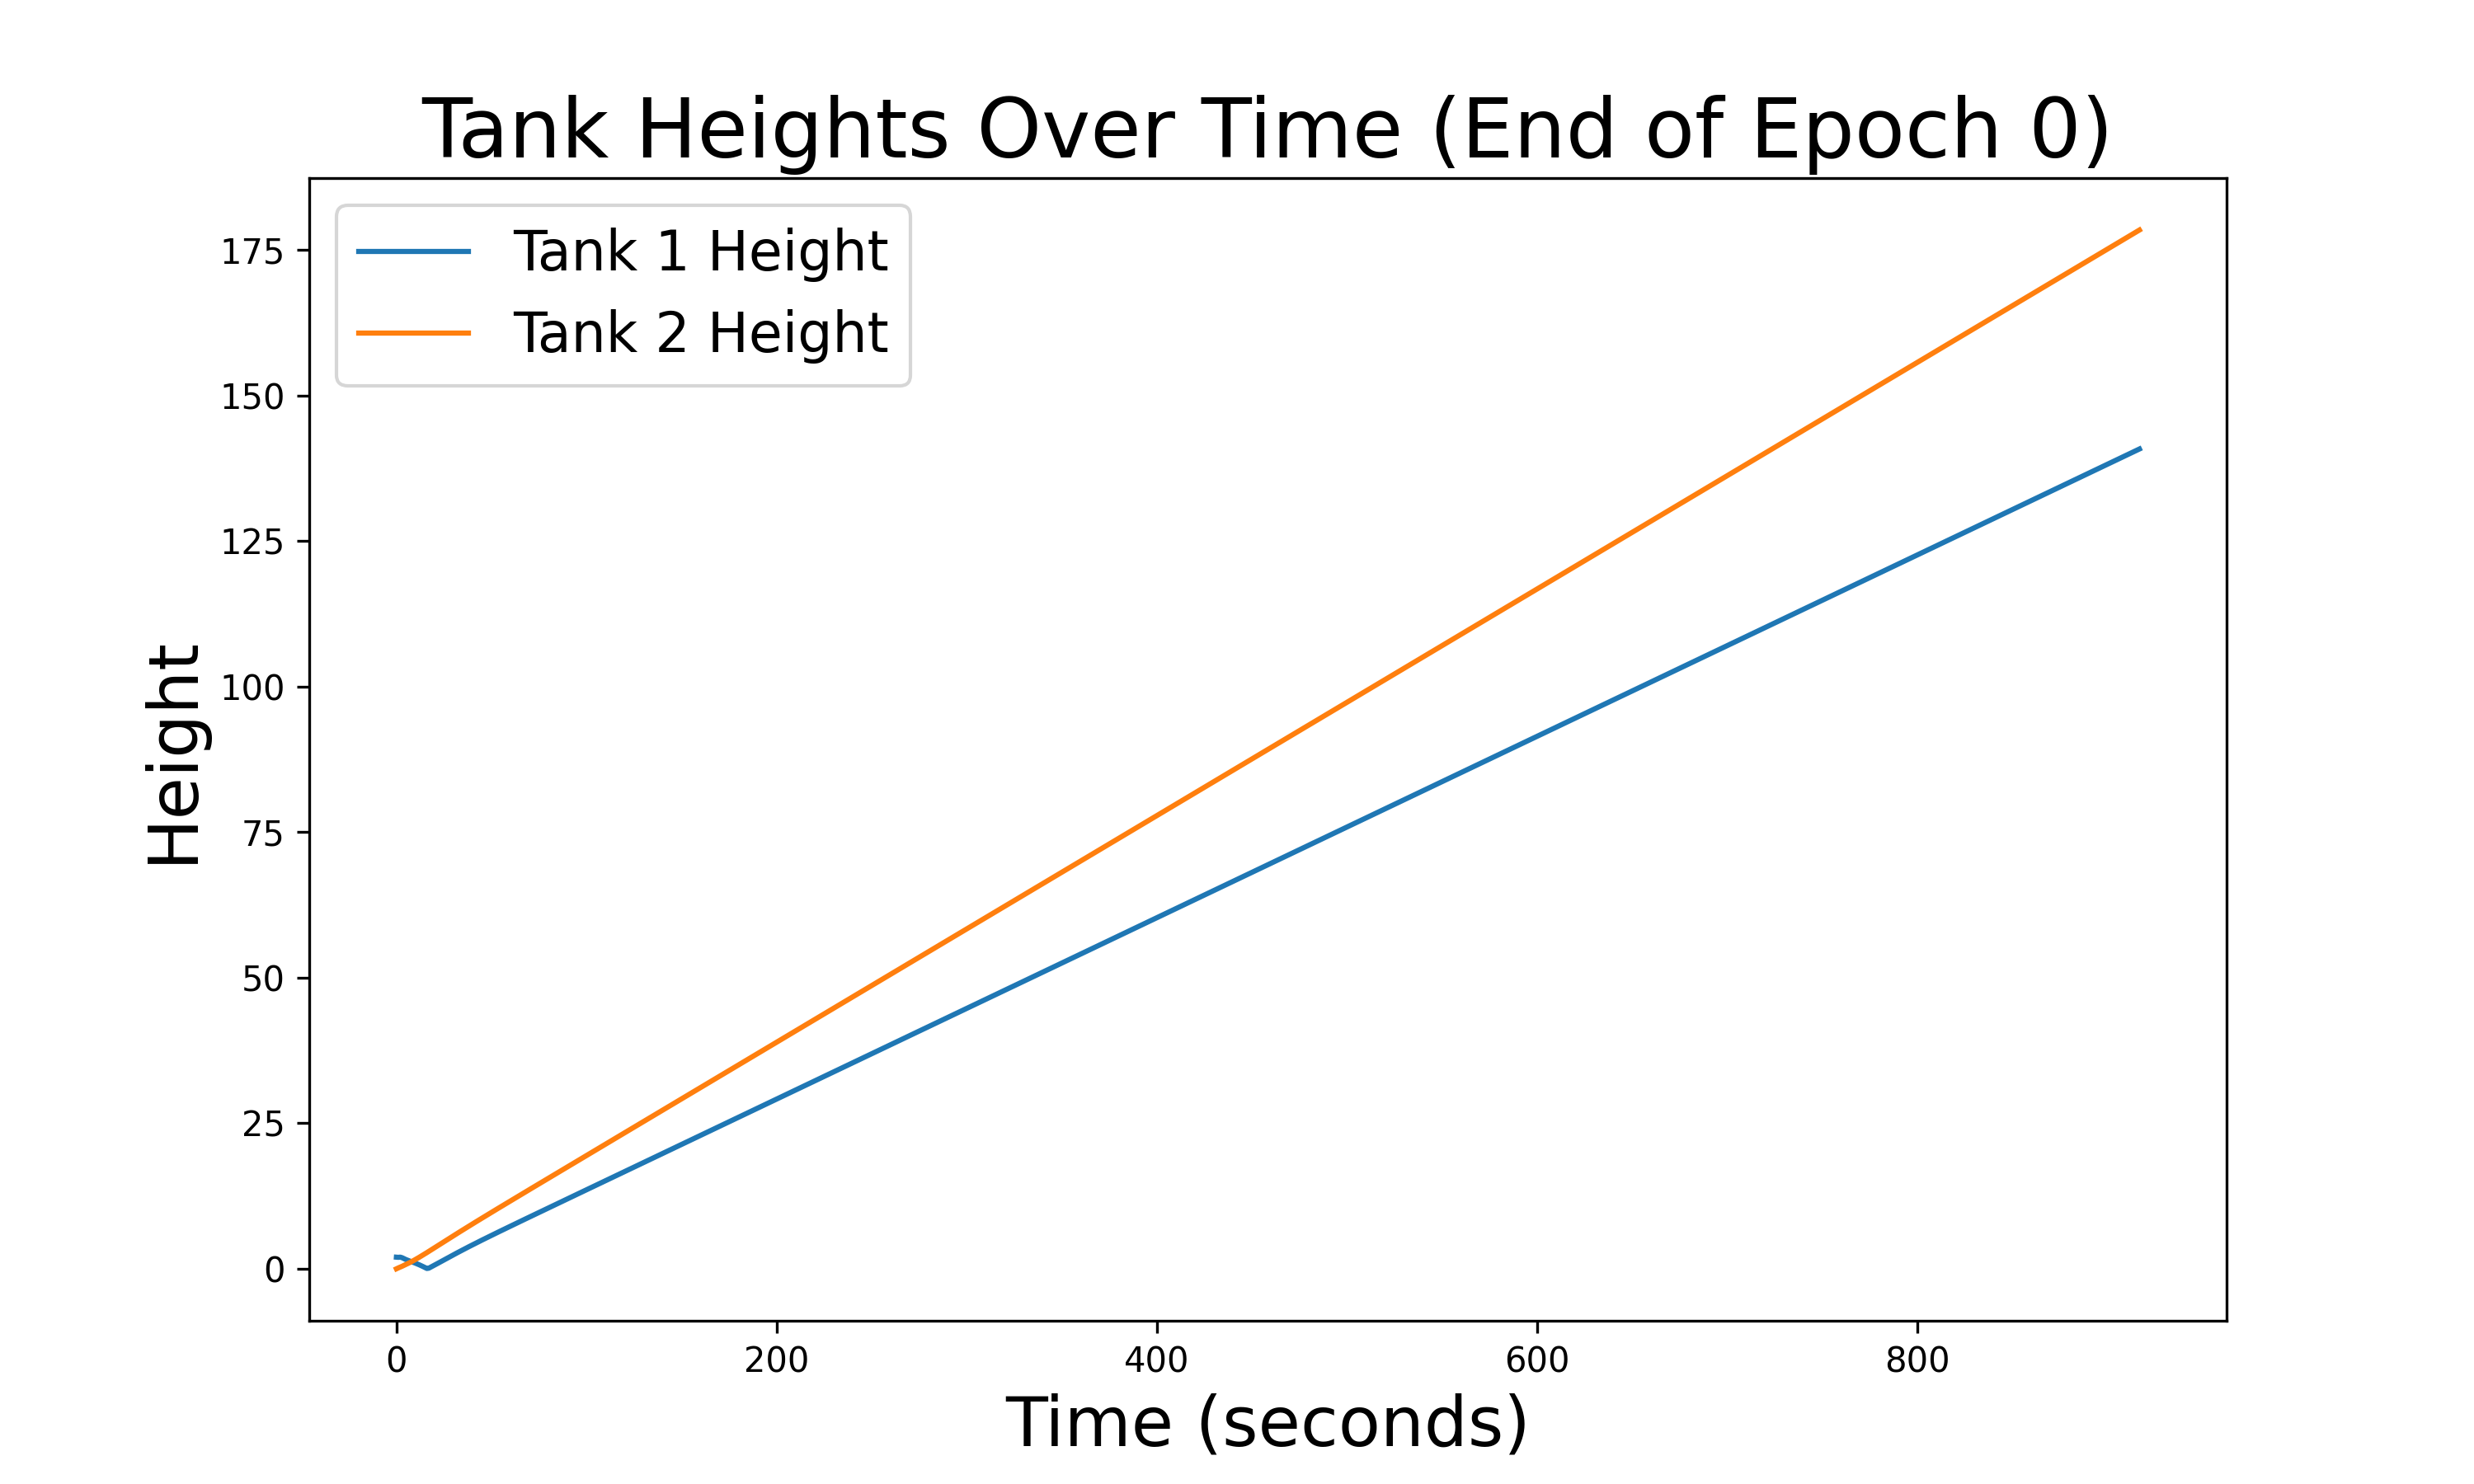 Tank Heights Over Time (End of Epoch 0)
Tank 1 Height
Tank 2 Height
175
150
125
100
75
50
25
0
Height
0 200 400 600 800
Time (seconds)